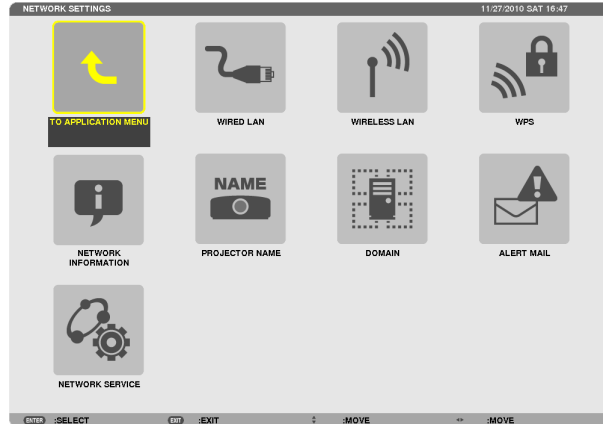 NETWORK SETTINGS 11/27/2010 SAT 16:47
TO APPLICATION MENU WIRED LAN WIRELESS LAN WPS
NAME
NETWORK INFORMATION PROJECTOR NAME DOMAIN ALERT MAIL
NETWORK SERVICE
ENTER :SELECT EXIT :EXIT :MOVE :MOVE